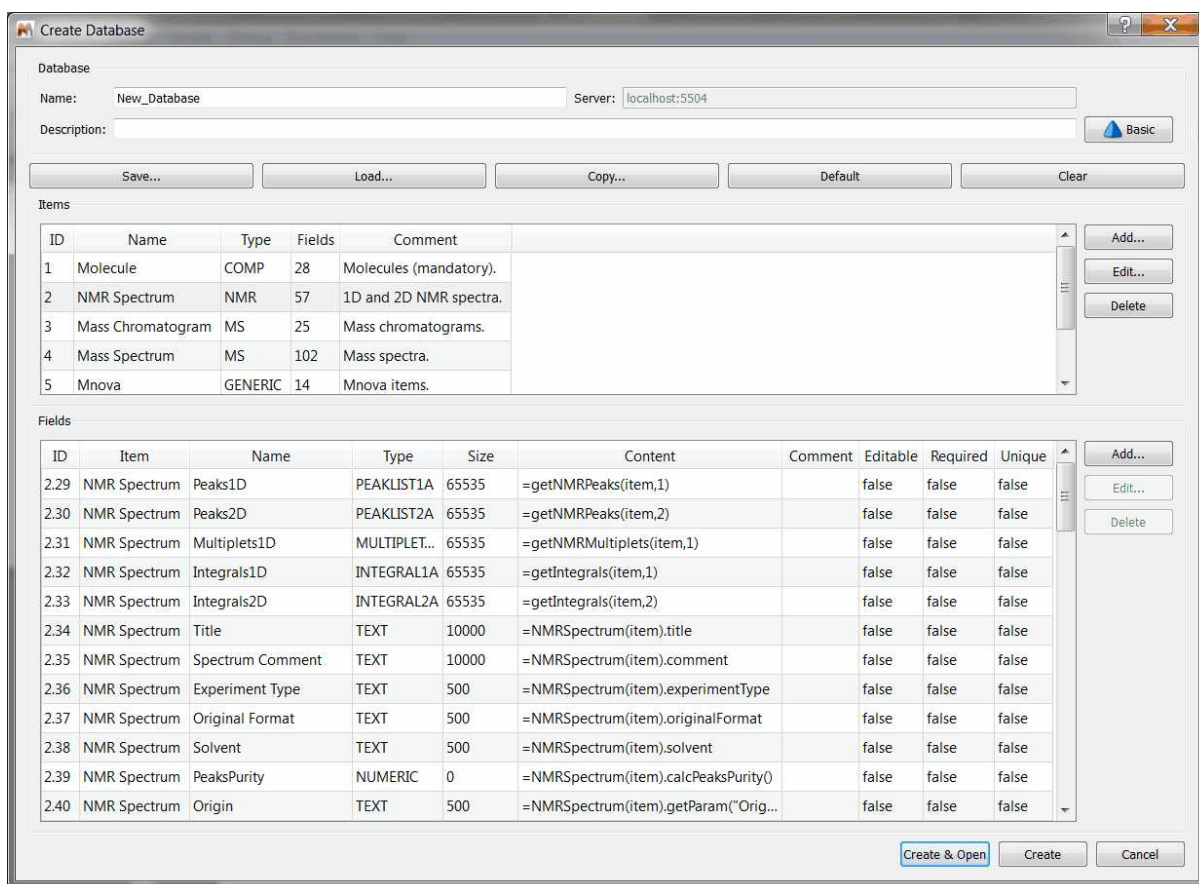 Create Database
Database
Name: New_Database Server: localhost:5504
Description: Basic
Save... Load... Copy... Default Clear
Items
ID Name Type Fields Comment Add...
1 Molecule COMP 28 Molecules (mandatory).
Edit...
2 NMR Spectrum NMR 57 1D and 2D NMR spectra.
Delete
3 Mass Chromatogram MS 25 Mass chromatograms.
4 Mass Spectrum MS 102 Mass spectra.
5 Mnova GENERIC 14 Mnova items.
Fields
ID Item Name Type Size Content Comment Editable Required Unique Add...
2.29 NMR Spectrum Peaks1D PEAKLIST1A 65535 =getNMRPeaks(item,1) false false false Edit...
2.30 NMR Spectrum Peaks2D PEAKLIST2A 65535 =getNMRPeaks(item,2) false false false Delete
2.31 NMR Spectrum Multiplets1D MULTIPLET... 65535 =getNMRMultiplets(item,1) false false false
2.32 NMR Spectrum Integrals1D INTEGRAL1A 65535 =getIntegrals(item,1) false false false
2.33 NMR Spectrum Integrals2D INTEGRAL2A 65535 =getIntegrals(item,2) false false false
2.34 NMR Spectrum Title TEXT 10000 =NMRSpectrum(item).title false false false
2.35 NMR Spectrum Spectrum Comment TEXT 10000 =NMRSpectrum(item).comment false false false
2.36 NMR Spectrum Experiment Type TEXT 500 =NMRSpectrum(item).experimentType false false false
2.37 NMR Spectrum Original Format TEXT 500 =NMRSpectrum(item).originalFormat false false false
2.38 NMR Spectrum Solvent TEXT 500 =NMRSpectrum(item).solvent false false false
2.39 NMR Spectrum PeaksPurity NUMERIC 0 =NMRSpectrum(item).calcPeaksPurity() false false false
2.40 NMR Spectrum Origin TEXT 500 =NMRSpectrum(item).getParam("Orig... false false false
Create & Open Create Cancel